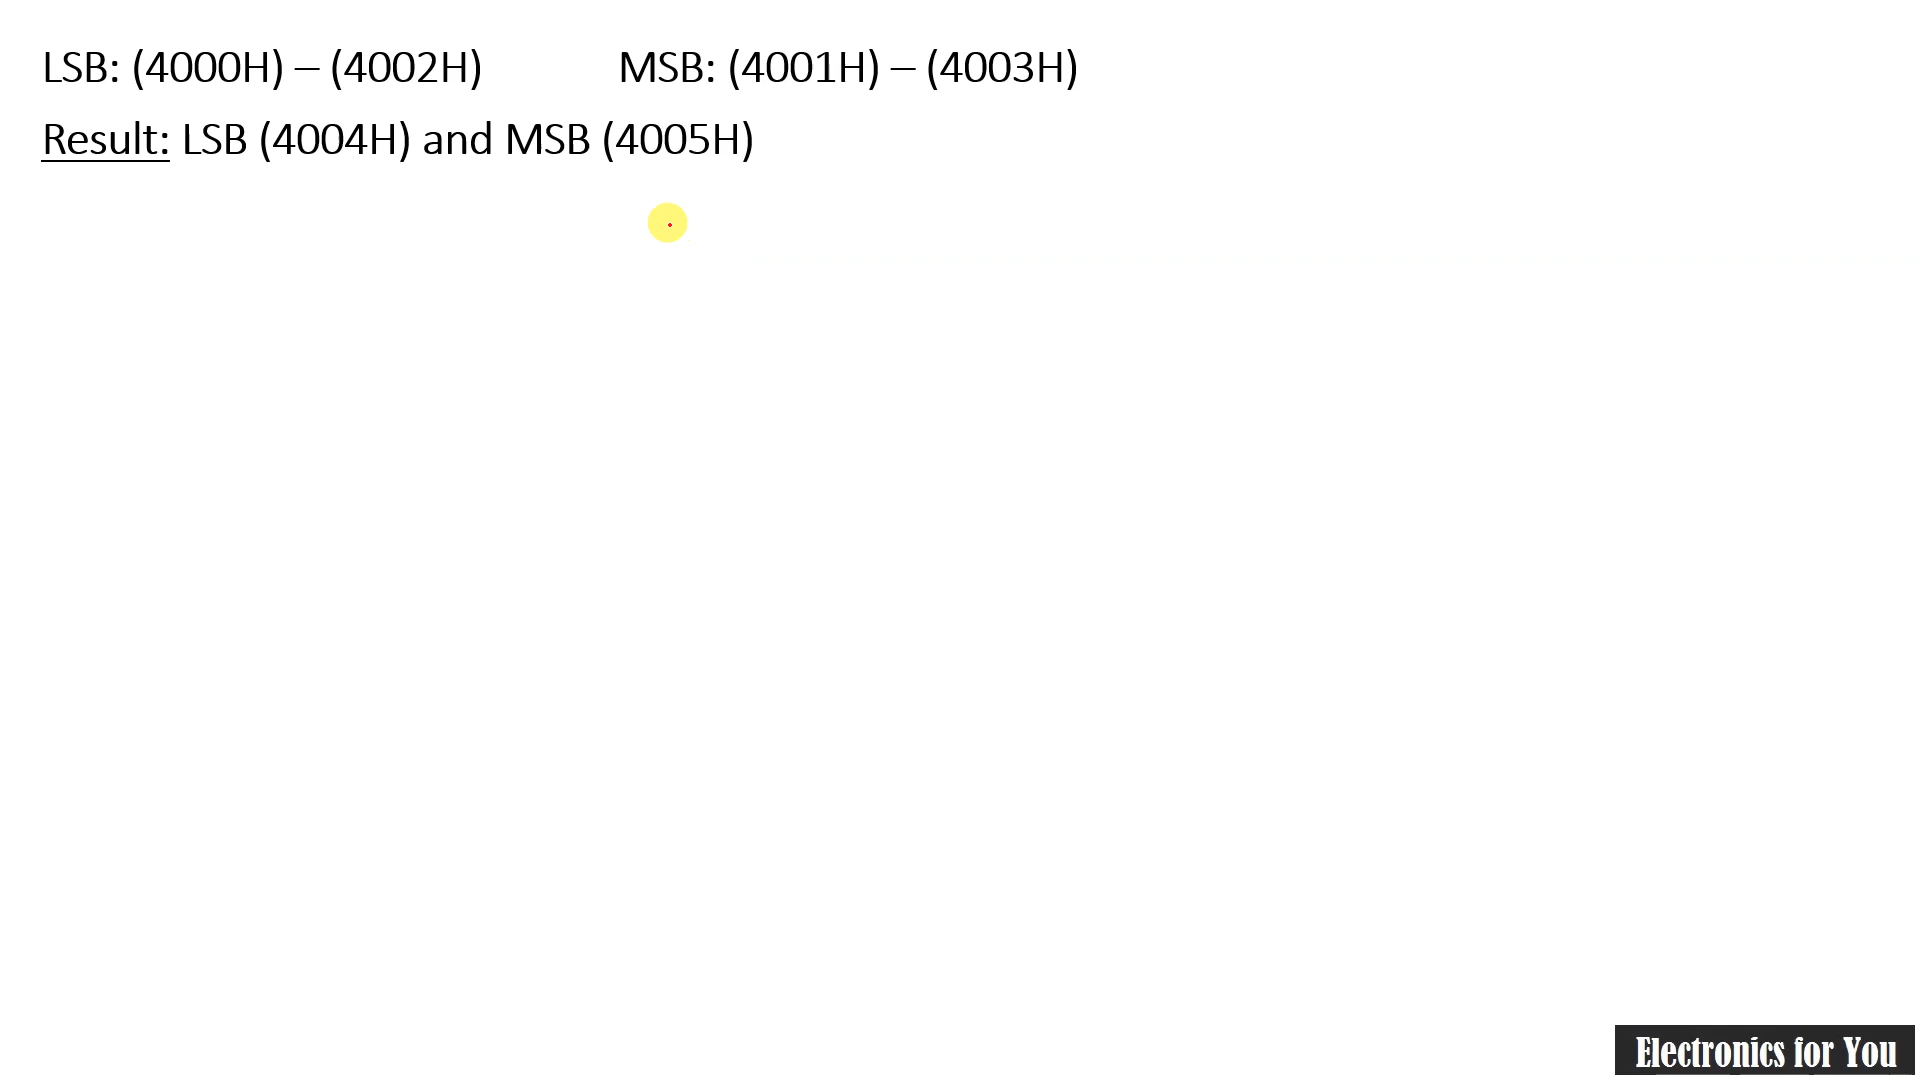 LSB: (4000H) – (4002H) MSB: (4001H) – (4003H)
Result: LSB (4004H) and MSB (4005H)
Electronics for You